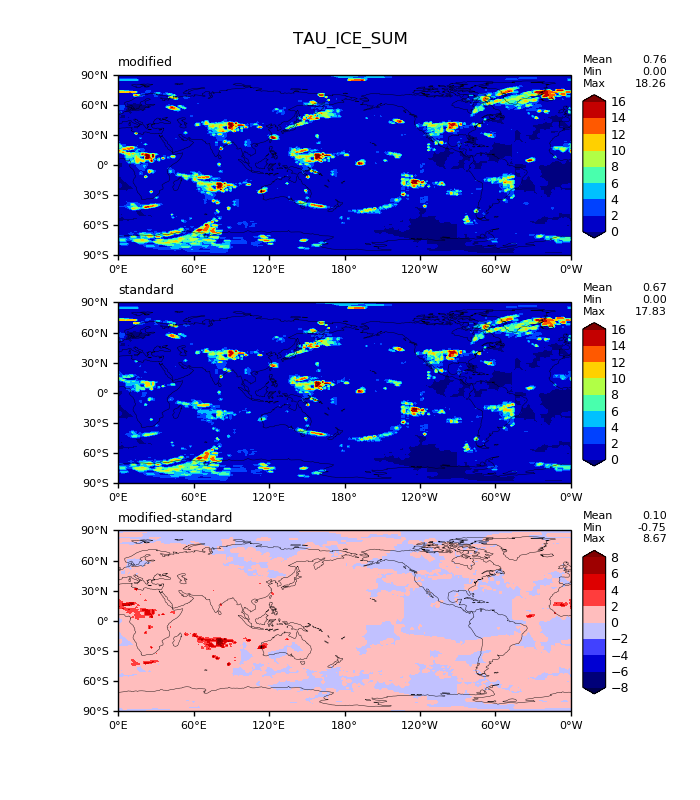 TAU_ICE_SUM
modified
Mean 0.76
Min 0.00
Max 18.26
90°N
60°N
30°N
0°
30°S
60°S
90°S
0°E 60°E 120°E 180° 120°W 60°W 0°W
16
14
12
10
8
6
4
2
0
standard
Mean 0.67
Min 0.00
Max 17.83
90°N
60°N
30°N
0°
30°S
60°S
90°S
0°E 60°E 120°E 180° 120°W 60°W 0°W
16
14
12
10
8
6
4
2
0
modified-standard
Mean 0.10
Min -0.75
Max 8.67
90°N
60°N
30°N
0°
30°S
60°S
90°S
0°E 60°E 120°E 180° 120°W 60°W 0°W
8
6
4
2
0
−2
−4
−6
−8